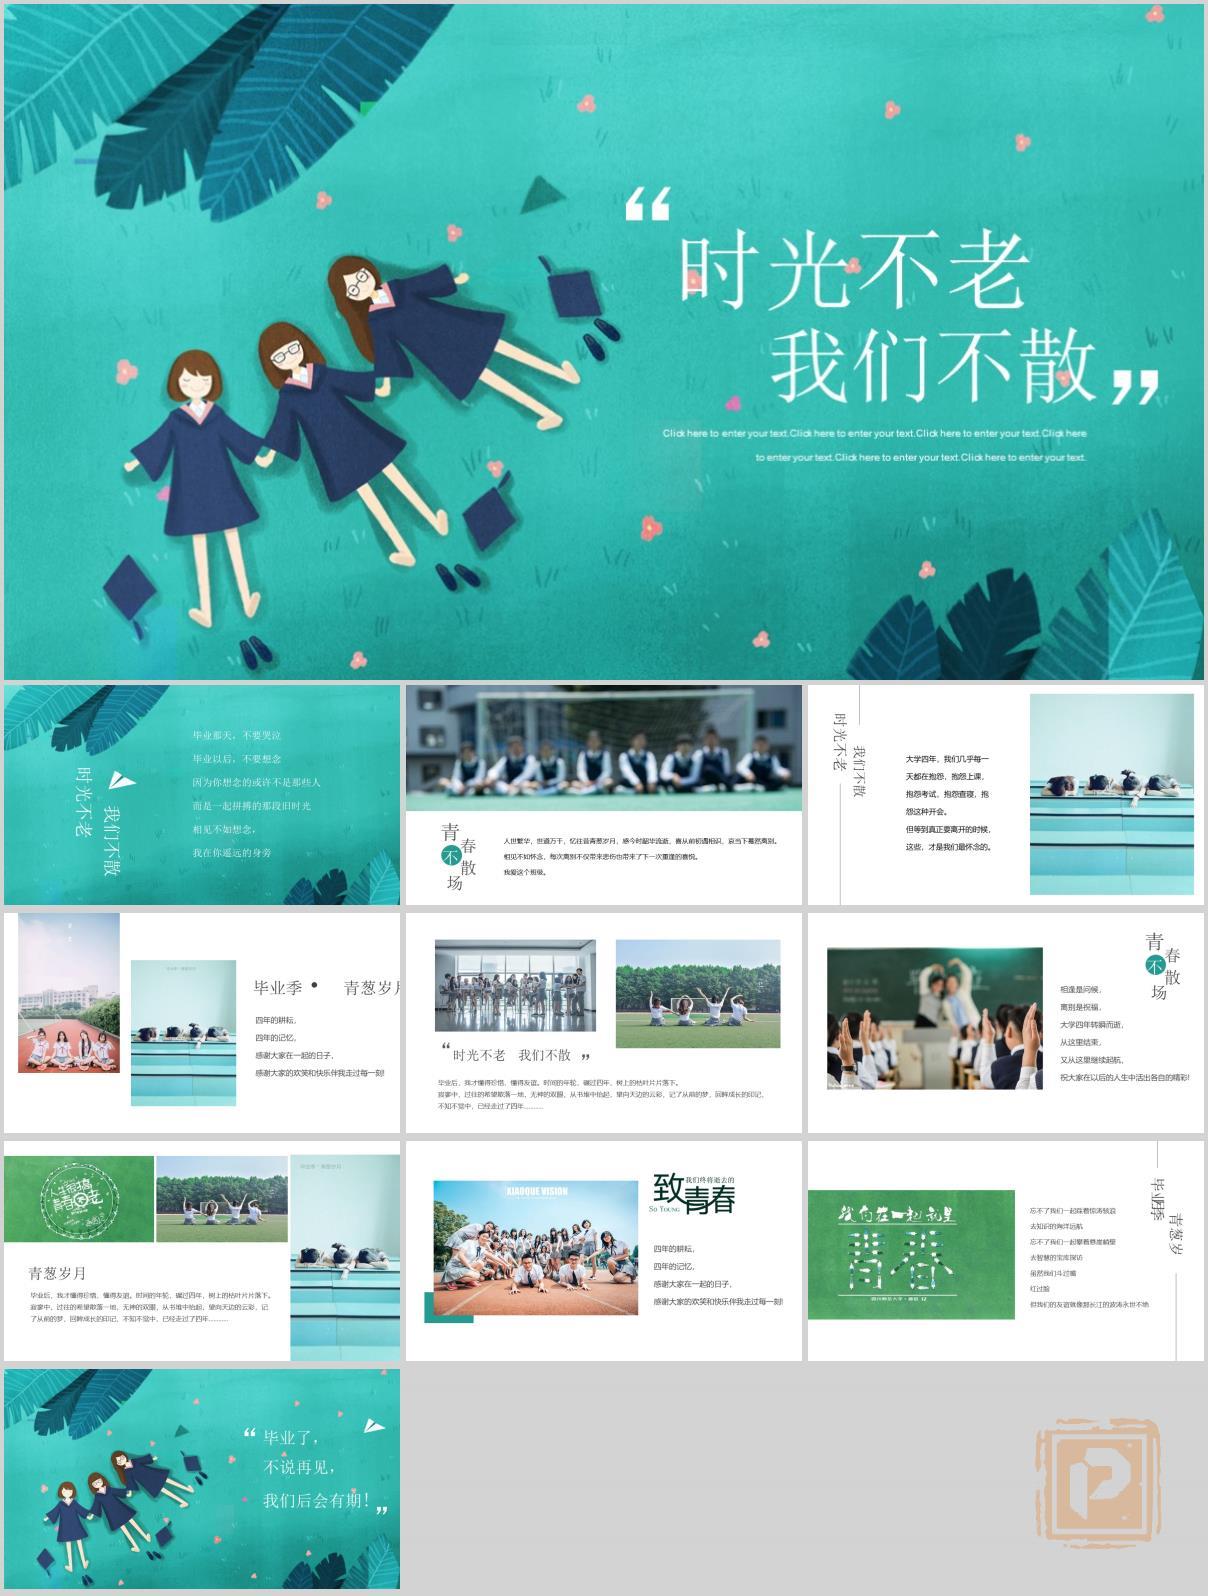 “
时光不老
我们不散
”
Click here to enter your text.Click here to enter your text.Click here to enter your text.Click here
to enter your text.Click here to enter your text.Click here to enter your text.
时光不老
我们不散
毕业那天，不要哭泣
毕业以后，不要想念
因为你想念的或许不是那些人
而是一起拼搏的那段旧时光
相见不如想念，
我在你遥远的身旁
青春不散场
人世繁华，世道万千，忆往昔青葱岁月，感今时韶华流逝，喜从前初遇相识，哀当下蓦然离别。
相见不如怀念，每次离别不仅带来悲伤也带来了下一次重逢的喜悦。
我爱这个班级。
时光不老
我们不散
大学四年，我们几乎每一
天都在抱怨，抱怨上课，
抱怨考试，抱怨查寝，抱
怨这种开会。
但等到真正要离开的时候，
这些，才是我们最怀念的。
毕业季 • 青葱岁月
四年的耕耘，
四年的记忆，
感谢大家在一起的日子，
感谢大家的欢笑和快乐伴我走过每一刻!
“时光不老 我们不散 ”
毕业后，我才懂得珍惜，懂得友谊。时间的年轮，碾过四年，树上的枯叶片片落下。
寂寥中，过往的希望散落一地，无神的双眼，从书堆中抬起，望向天边的云彩，记了从前的梦，回眸成长的印记，
不知不觉中，已经走过了四年...........
青春不散场
相逢是问候，
离别是祝福，
大学四年转瞬而逝，
从这里结束，
又从这里继续起航，
祝大家在以后的人生中活出各自的精彩!
毕业季·青葱岁月
青葱岁月
毕业后，我才懂得珍惜，懂得友谊。时间的年轮，碾过四年，树上的枯叶片片落下。
寂寥中，过往的希望散落一地，无神的双眼，从书堆中抬起，望向天边的云彩，记
了从前的梦，回眸成长的印记，不知不觉中，已经走过了四年...........
XIAOQUE VISION
致青春
我们终将逝去的
So Young
四年的耕耘，
四年的记忆，
感谢大家在一起的日子，
感谢大家的欢笑和快乐伴我走过每一刻!
我们在一起就是
青春
毕业季
青葱岁
忘不了我们一起踩着惊涛骇浪
去知识的海洋远航
忘不了我们一起攀着悬崖峭壁
去智慧的宝库探访
虽然我们斗过嘴
红过脸
但我们的友谊就像那长江的波涛永世不绝
“
毕业了，
不说再见，
我们后会有期!
”